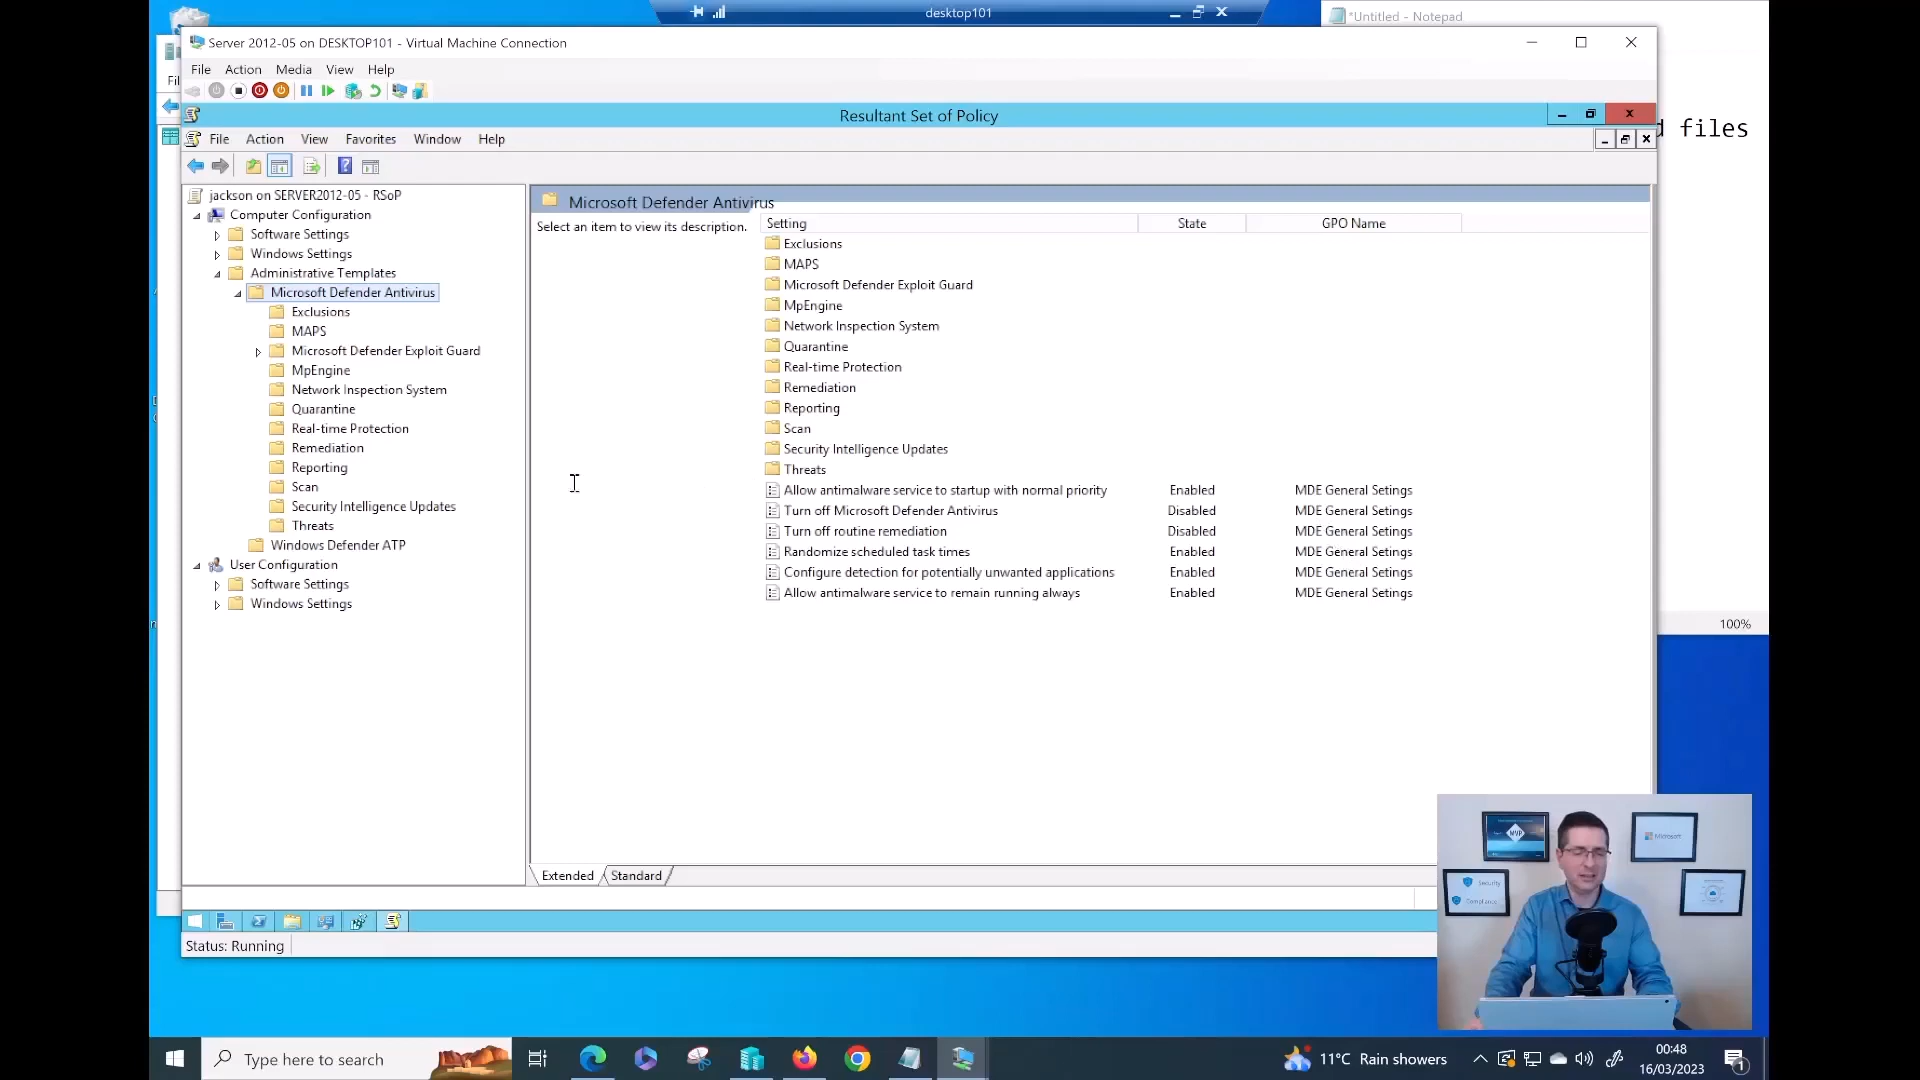 desktop101
*Untitled - Notepad
Server 2012-05 on DESKTOP101 - Virtual Machine Connection
File Action Media View Help
Fil
Resultant Set of Policy
File Action View Favorites Window Help
files
jackson on SERVER2012-05 - RSoP
Computer Configuration
Software Settings
Windows Settings
Administrative Templates
Microsoft Defender Antivirus
Exclusions
MAPS
Microsoft Defender Exploit Guard
MpEngine
Network Inspection System
Quarantine
Real-time Protection
Remediation
Reporting
Scan
Security Intelligence Updates
Threats
Windows Defender ATP
User Configuration
Software Settings
Windows Settings
Microsoft Defender Antivirus
Select an item to view its description.
Setting State GPO Name
Exclusions
MAPS
Microsoft Defender Exploit Guard
MpEngine
Network Inspection System
Quarantine
Real-time Protection
Remediation
Reporting
Scan
Security Intelligence Updates
Threats
Allow antimalware service to startup with normal priority Enabled MDE General Setings
Turn off Microsoft Defender Antivirus Disabled MDE General Setings
Turn off routine remediation Disabled MDE General Setings
Randomize scheduled task times Enabled MDE General Setings
Configure detection for potentially unwanted applications Enabled MDE General Setings
Allow antimalware service to remain running always Enabled MDE General Setings
100%
Extended Standard
Status: Running
MVP
Microsoft
Security
Compliance
Type here to search
11°C Rain showers
00:48
16/03/2023
1